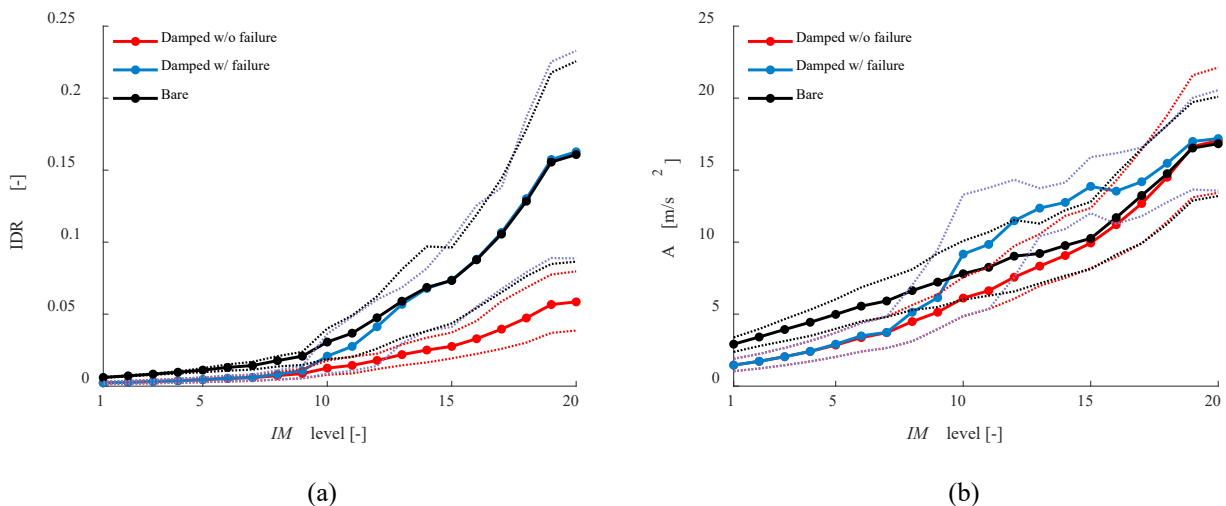 0.25
Damped w/o failure
Damped w/ failure
Bare
0.2
0.15
0.1
0.05
0
IDR [-]
1
5
10
15
20
IM level [-]
(a)
25
Damped w/o failure
Damped w/ failure
Bare
20
15
10
5
0
A [m/s 2 ]
1
5
10
15
20
IM level [-]
(b)